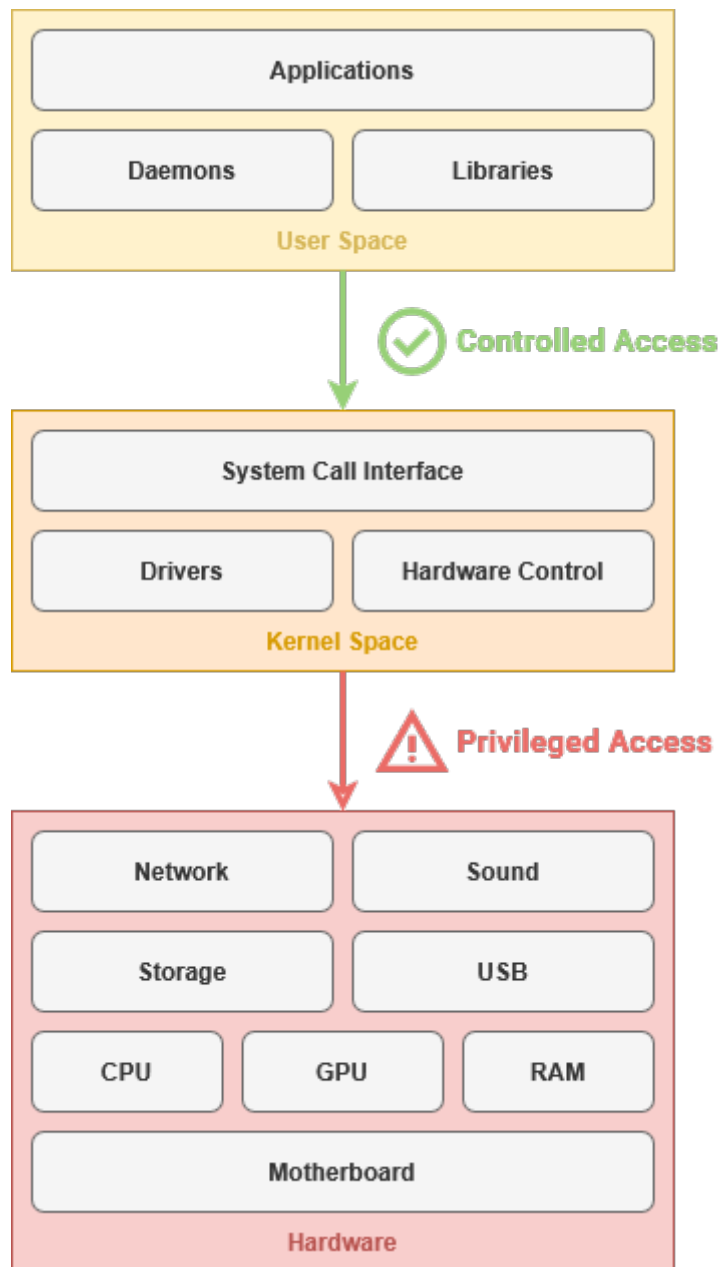 Applications
Daemons
Libraries
User Space
Controlled Access
System Call Interface
Drivers
Hardware Control
Kernel Space
Privileged Access
Network
Sound
Storage
USB
CPU
GPU
RAM
Motherboard
Hardware